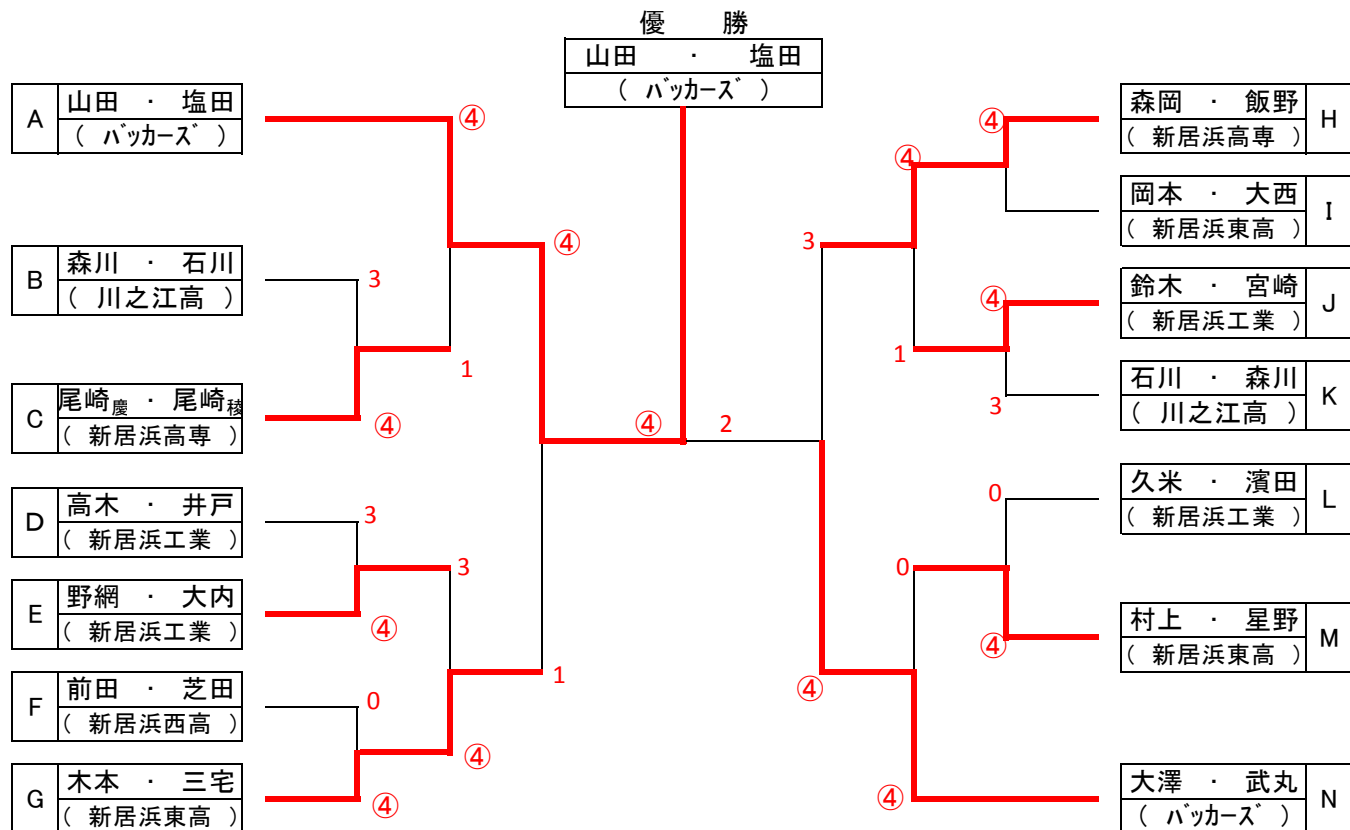 優 勝
山田 ・ 塩田
( バッカーズ )
A
山田 ・ 塩田
( バッカーズ )
④
B
森川 ・ 石川
( 川之江高 )
3
④
1
C
尾崎慶 ・ 尾崎稜
( 新居浜高専 )
④
D
高木 ・ 井戸
( 新居浜工業 )
3
3
E
野網 ・ 大内
( 新居浜工業 )
④
1
F
前田 ・ 芝田
( 新居浜西高 )
0
④
G
木本 ・ 三宅
( 新居浜東高 )
④
④
2
森岡 ・ 飯野
( 新居浜高専 )
H
④
④
岡本 ・ 大西
( 新居浜東高 )
I
3
鈴木 ・ 宮崎
( 新居浜工業 )
J
④
1
石川 ・ 森川
( 川之江高 )
K
3
久米 ・ 濱田
( 新居浜工業 )
L
0
0
村上 ・ 星野
( 新居浜東高 )
M
④
④
大澤 ・ 武丸
( バッカーズ )
N
④